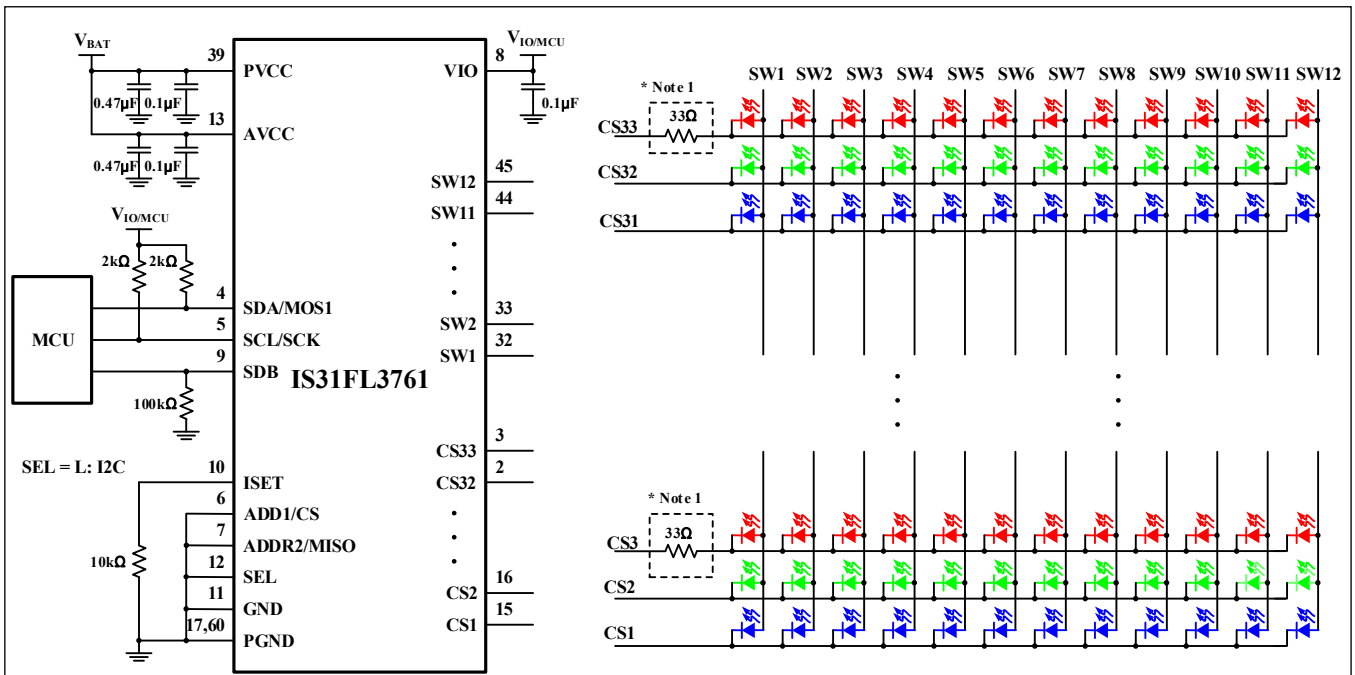 V_BAT
39
PVCC
0.47µF 0.1µF
13
AVCC
0.47µF 0.1µF
V_IO/MCU
2kΩ 2kΩ
MCU
4
SDA/MOS1
5
SCL/SCK
9
SDB
100kΩ
IS31FL3761
SEL = L: I2C
10
ISET
6
ADD1/CS
7
ADDR2/MISO
10kΩ
12
SEL
11
GND
17,60
PGND
V_IO/MCU
8
VIO
0.1µF
45
SW12
44
SW11
33
SW2
32
SW1
3
CS33
2
CS32
16
CS2
15
CS1
SW1 SW2 SW3 SW4 SW5 SW6 SW7 SW8 SW9 SW10 SW11 SW12
* Note 1
33Ω
CS33
CS32
CS31
* Note 1
33Ω
CS3
CS2
CS1